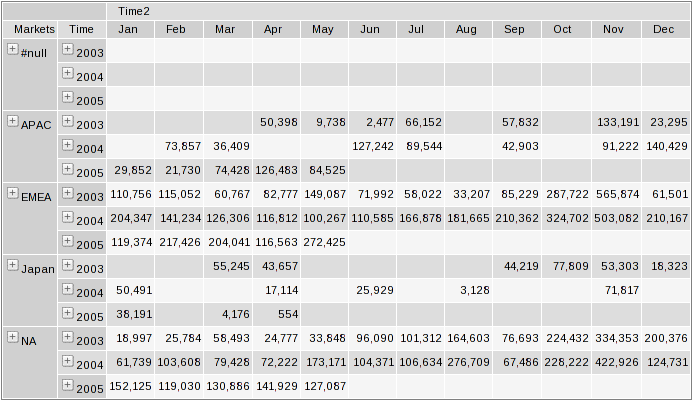 Time2
Markets Time Jan Feb Mar Apr May Jun Jul Aug Sep Oct Nov Dec
#null 2003
2004
2005
APAC 2003 50,398 9,738 2,477 66,152 57,832 133,191 23,295
2004 73,857 36,409 127,242 89,544 42,903 91,222 140,429
2005 29,852 21,730 74,428 126,483 84,525
EMEA 2003 110,756 115,052 60,767 82,777 149,087 71,992 58,022 33,207 85,229 287,722 565,874 61,501
2004 204,347 141,234 126,306 116,812 100,267 110,585 166,878 181,665 210,362 324,702 503,082 210,167
2005 119,374 217,426 204,041 116,563 272,425
Japan 2003 55,245 43,657 44,219 77,809 53,303 18,323
2004 50,491 17,114 25,929 3,128 71,817
2005 38,191 4,176 554
NA 2003 18,997 25,784 58,493 24,777 33,848 96,090 101,312 164,603 76,693 224,432 334,353 200,376
2004 61,739 103,608 79,428 72,222 173,171 104,371 106,634 276,709 67,486 228,222 422,926 124,731
2005 152,125 119,030 130,886 141,929 127,087